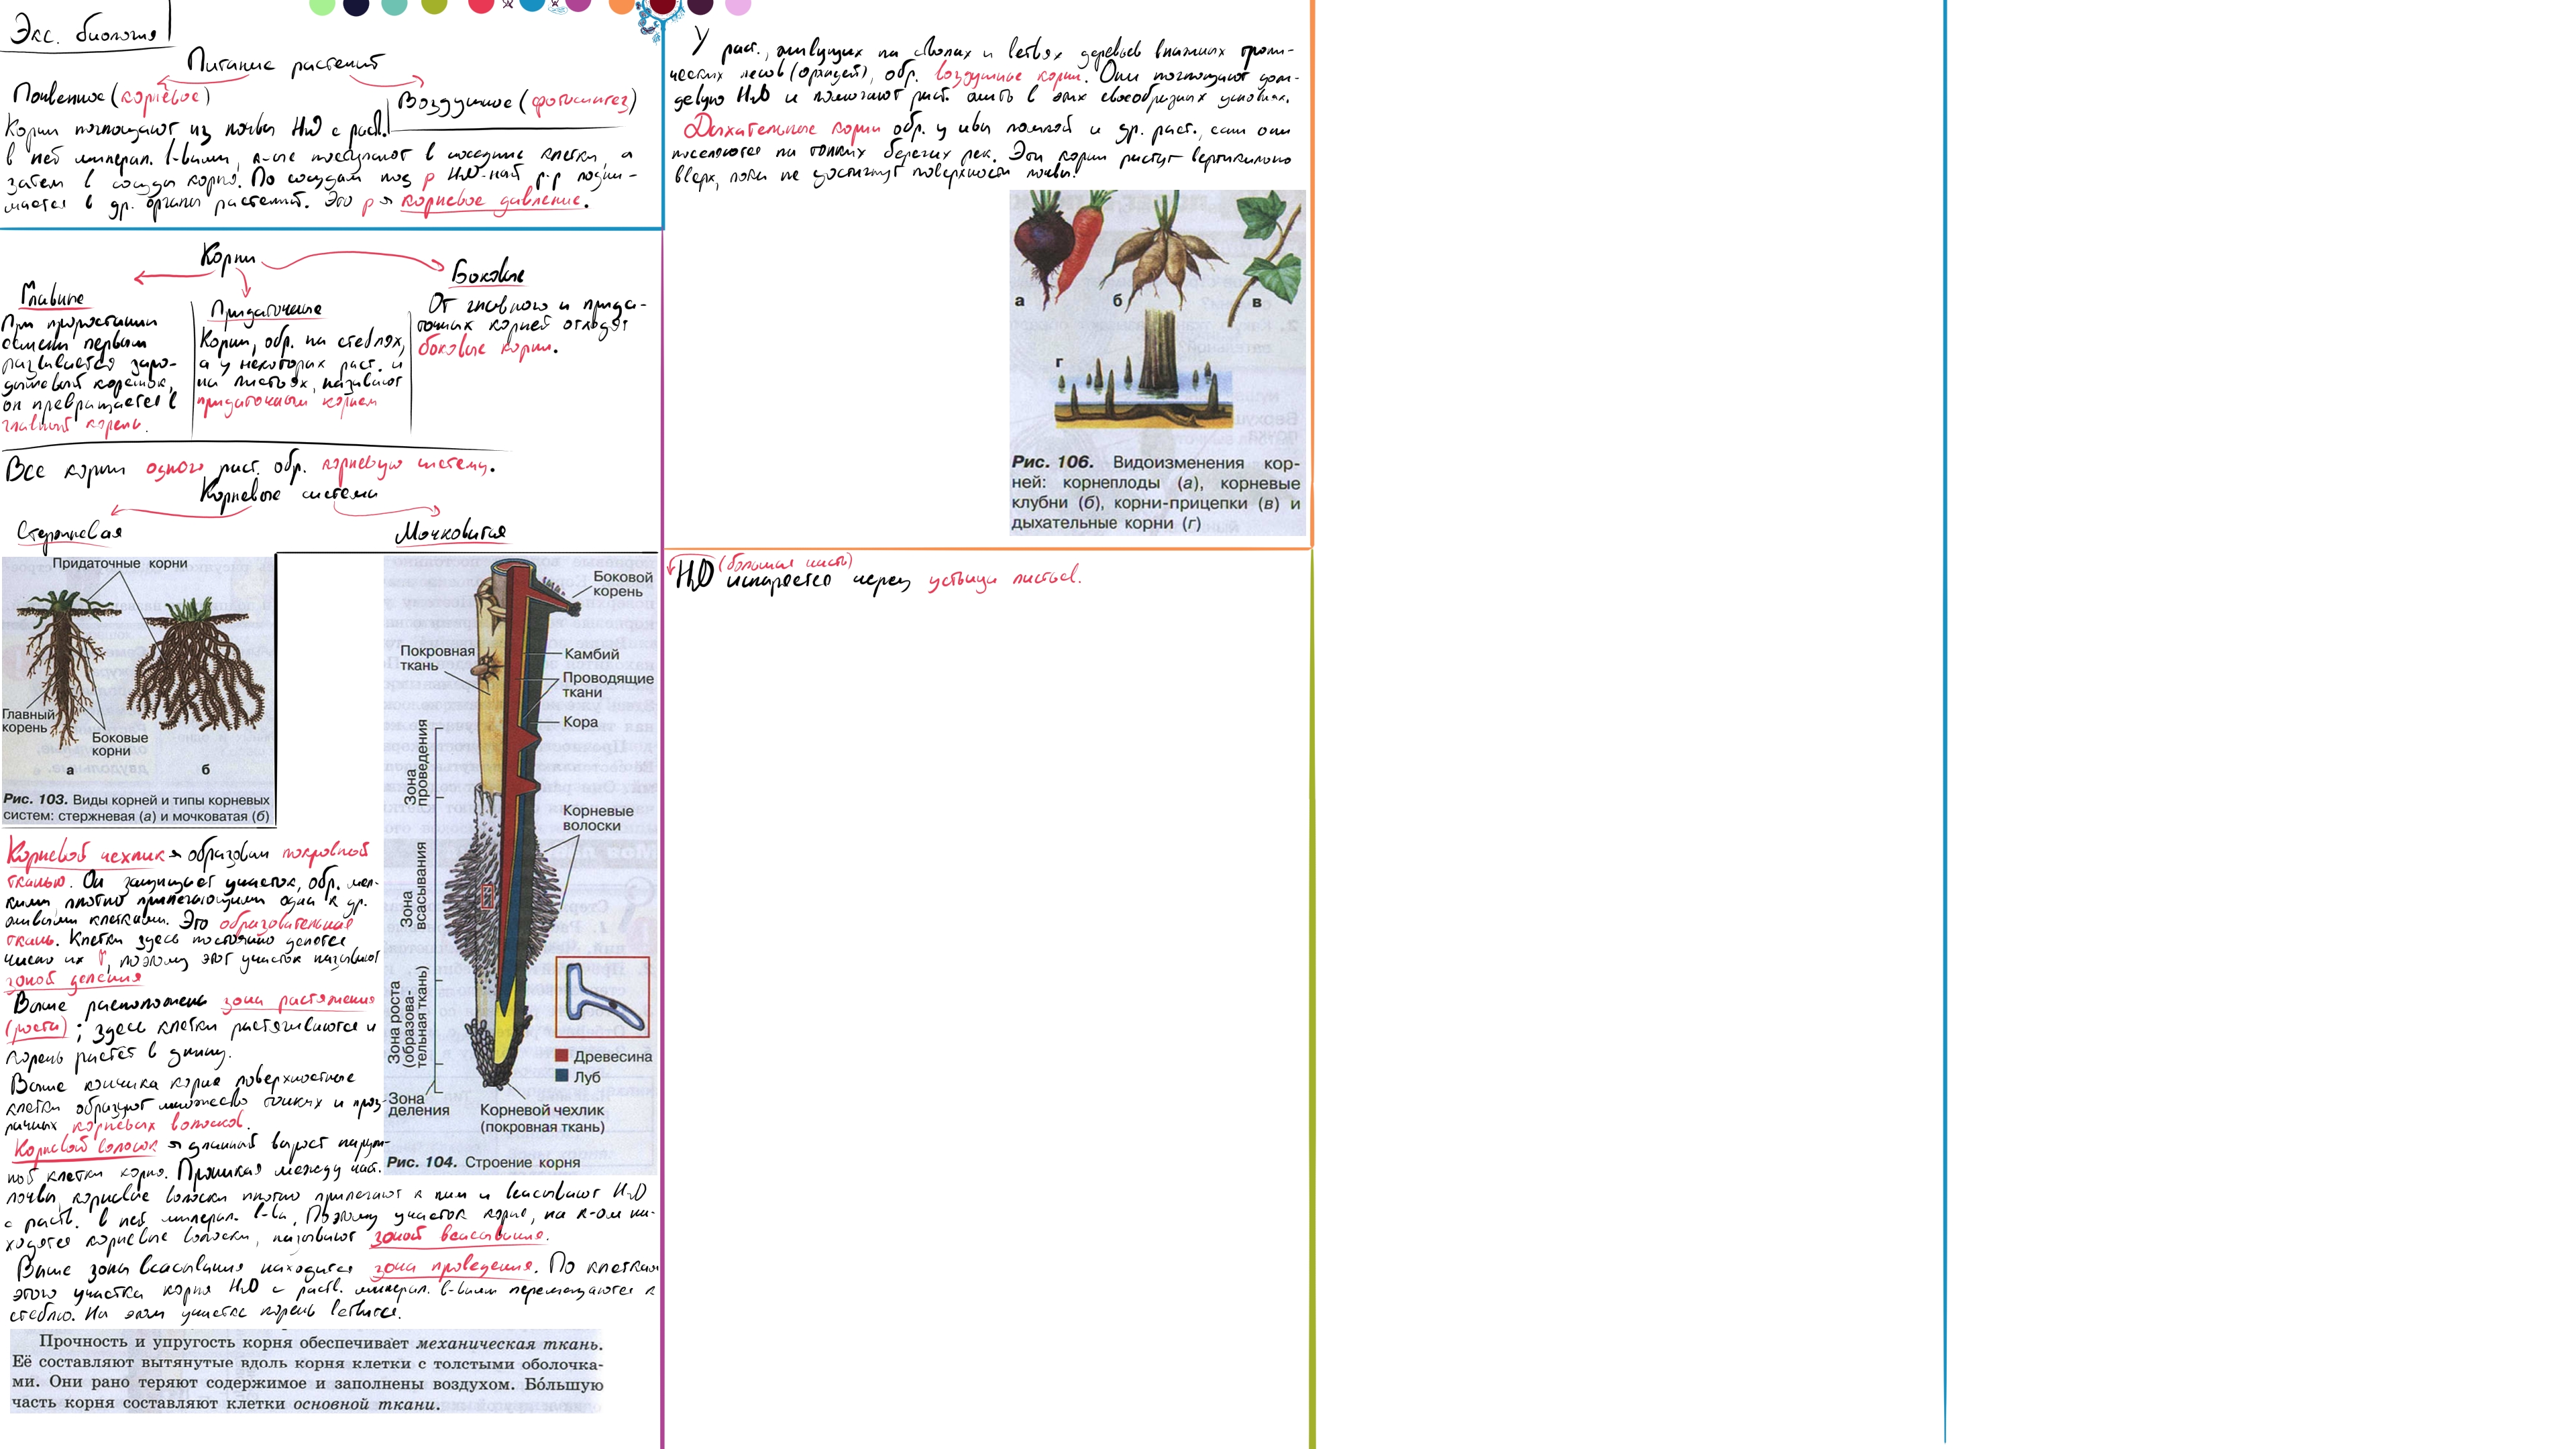 Экс. биология
Питание растений
Почвенное (корневое)
Воздушное (фотосинтез)
Корни поглощают из почвы H₂O с раств.
в ней минерал. в-вами, к-ые поступают в соседние клетки, а
затем в сосуды корня. По сосудам под p H₂O-ный р-р подни-
мается в др. органы растений. Это p я корневое давление.
Корни
Главные
При прорастании
семени первым
развивается заро-
дышевый корешок,
он превращается в
главный корень.
Придаточные
Корни, обр. на стеблях,
а у некоторых раст. и
на листьях, называют
придаточными корнем
Боковые
От главного и прида-
точных корней отходят
боковые корни.
Все корни одного раст. обр. корневую систему.
Корневые системы
Стержневая
Мочковатая
Придаточные корни
Главный
корень
Боковые
корни
а
б
Рис. 103. Виды корней и типы корневых
систем: стержневая (а) и мочковатая (б)
Боковой
корень
Покровная
ткань
Камбий
Проводящие
ткани
Кора
Зона
проведения
Корневые
волоски
Зона
всасывания
Зона роста
(образова-
тельная ткань)
Древесина
Луб
Зона
деления
Корневой чехлик
(покровная ткань)
Рис. 104. Строение корня
Корневой чехлик я образован покровной
тканью. Он защищает участок, обр. мел-
кими, плотно прилегающими одна к др.
живыми клетками. Это образовательная
ткань. Клетки здесь постоянно делятся
число их ↑, поэтому этот участок называют
зоной деления
Выше расположена зона растяжения
(роста); здесь клетки растягиваются и
корень растёт в длину.
Выше кончика корня поверхностные
клетки образуют множество тонких и проз-
рачных корневых волосков.
Корневой волосок я длинный вырост наруж-
ной клетки корня. Проникая между час.
почвы, корневые волоски плотно прилегают к ним и всасывают H₂O
с раств. в ней минерал. в-ва. Поэтому участок корня, на к-ом на-
ходятся корневые волоски, называют зоной всасывания.
Выше зоны всасывания находится зона проведения. По клеткам
этого участка корня H₂O с раств. минерал. в-вами перемещаются к
стеблю. На этом участке корень ветвится.
Прочность и упругость корня обеспечивает механическая ткань.
Её составляют вытянутые вдоль корня клетки с толстыми оболочка-
ми. Они рано теряют содержимое и заполнены воздухом. Бо́льшую
часть корня составляют клетки основной ткани.
У раст., живущих на стволах и ветвях деревьев влажных тропи-
ческих лесов (орхидей), обр. воздушные корни. Они поглощают дож-
девую H₂O и помогают раст. жить в этих своеобразных условиях.
Дыхательные корни обр. у ивы ломкой и др. раст., если они
поселяются на топких берегах рек. Эти корни растут вертикально
вверх, пока не достигнут поверхности почвы.
а
б
в
г
Рис. 106. Видоизменения кор-
ней: корнеплоды (а), корневые
клубни (б), корни-прицепки (в) и
дыхательные корни (г)
(большая часть)
H₂O испаряется через устьица листьев.